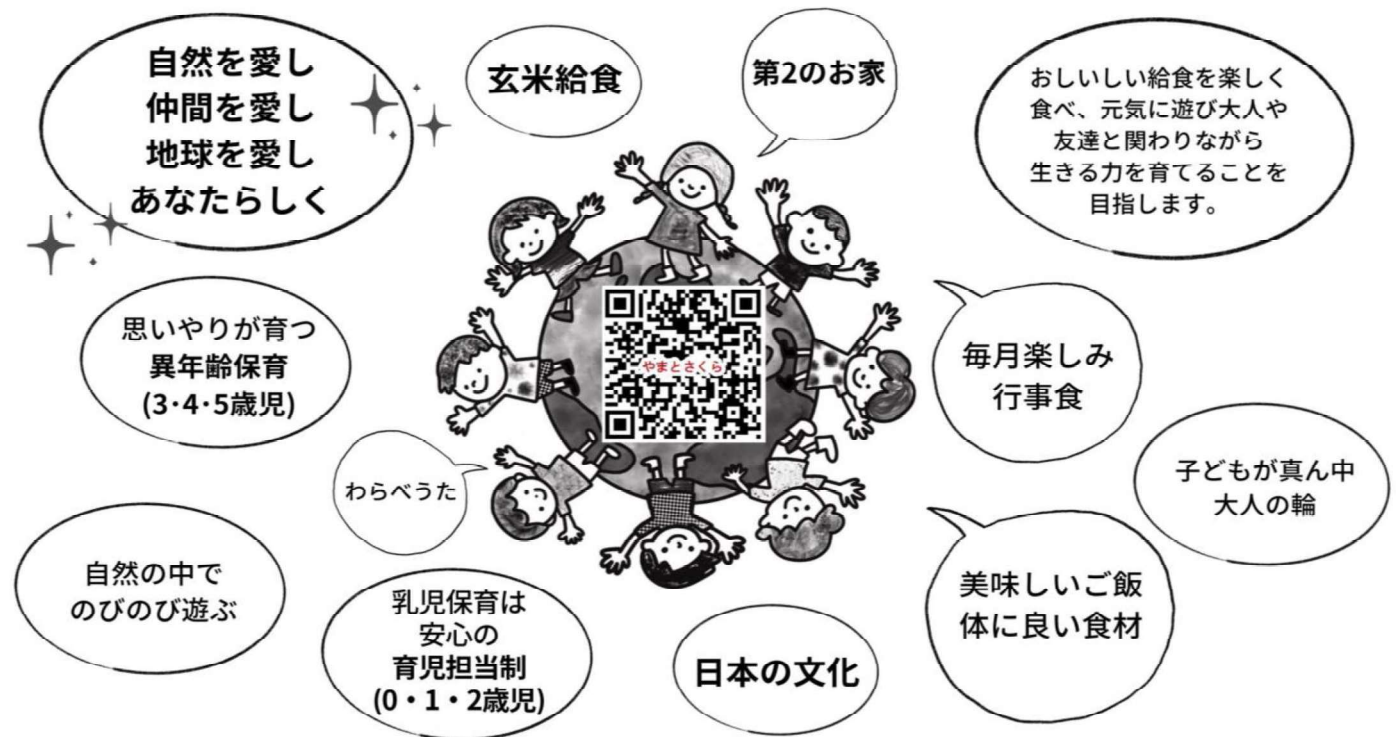 自然を愛し
仲間を愛し
地球を愛し
あなたらしく
玄米給食
第2のお家
おしいしい給食を楽しく
食べ、元気に遊び大人や
友達と関わりながら
生きる力を育てることを
目指します。
思いやりが育つ
異年齢保育
(3･4･5歳児)
やまとさくら
毎月楽しみ
行事食
わらべうた
子どもが真ん中
大人の輪
自然の中で
のびのび遊ぶ
乳児保育は
安心の
育児担当制
(0・1・2歳児)
日本の文化
美味しいご飯
体に良い食材